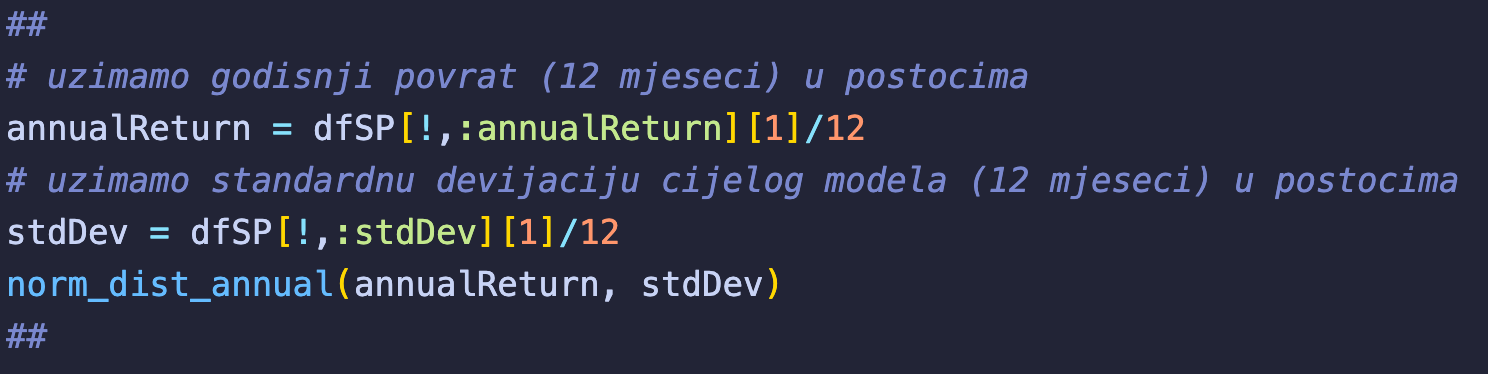 ##
# uzimamo godisnji povrat (12 mjeseci) u postocima
annualReturn = dfSP[!,:annualReturn][1]/12
# uzimamo standardnu devijaciju cijelog modela (12 mjeseci) u postocima
stdDev = dfSP[!,:stdDev][1]/12
norm_dist_annual(annualReturn, stdDev)
##